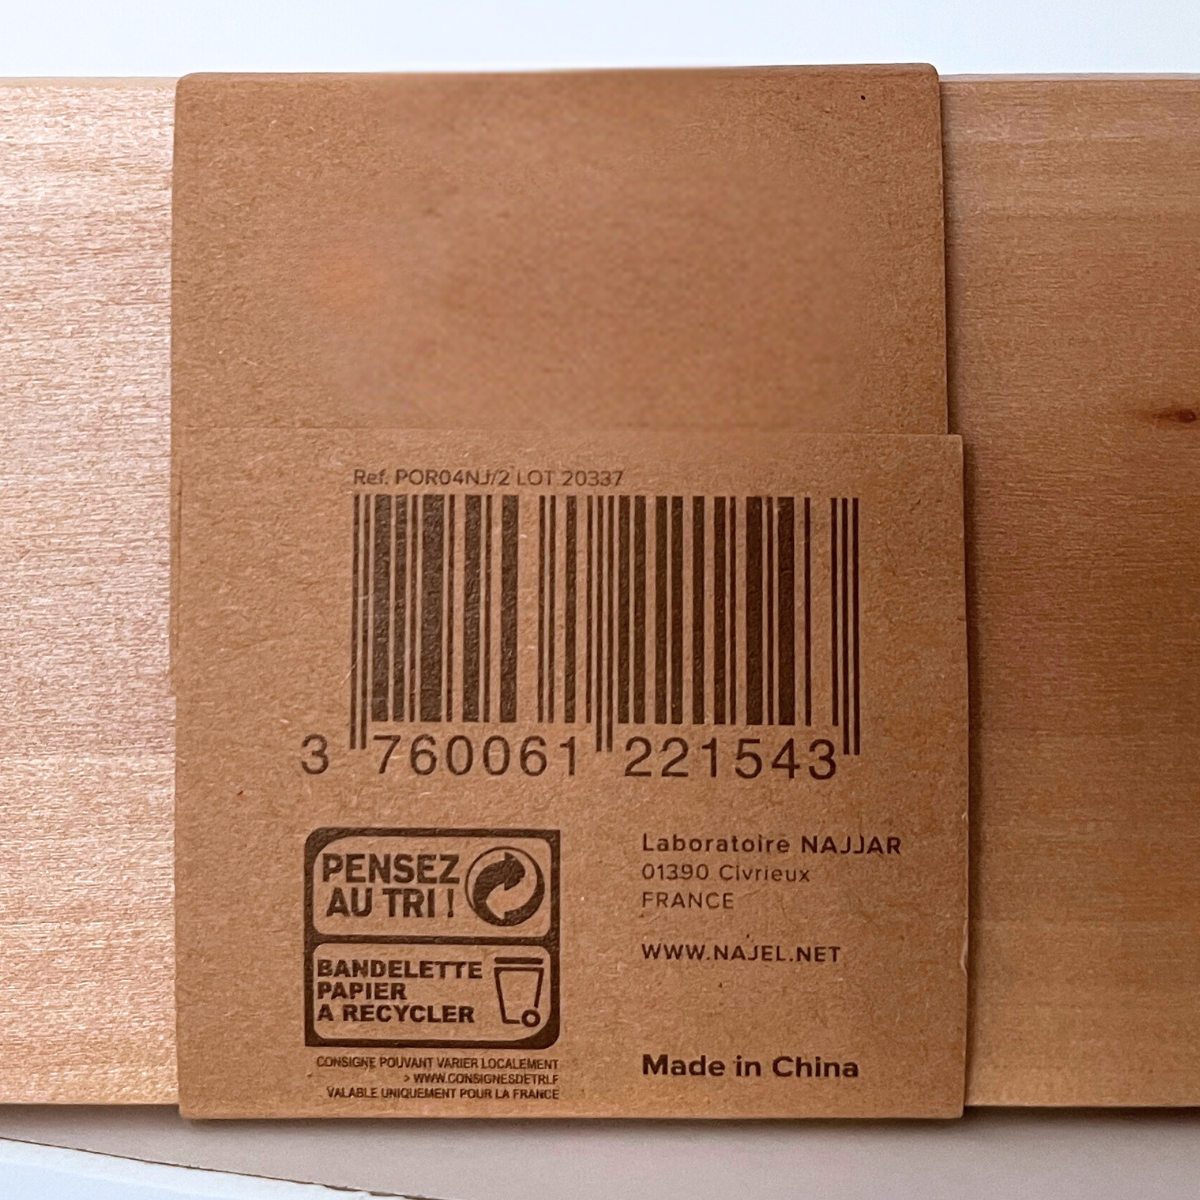 Ref. POR04NJ/2 LOT 20337
3 760061 221543
PENSEZ
AU TRI !
BANDELETTE
PAPIER
A RECYCLER
CONSIGNE POUVANT VARIER LOCALEMENT
> WWW.CONSIGNESDETRI.F
VALABLE UNIQUEMENT POUR LA FRANCE
Laboratoire NAJJAR
01390 Civrieux
FRANCE
WWW.NAJEL.NET
Made in China